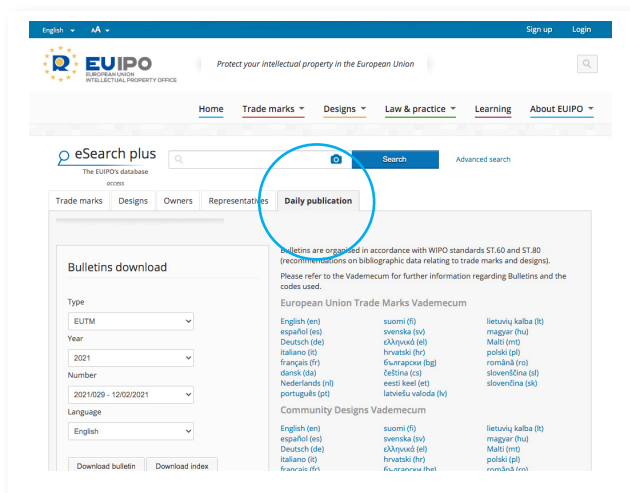 English AA Sign up Login
EUIPO
EUROPEAN UNION
INTELLECTUAL PROPERTY OFFICE
Protect your intellectual property in the European Union
Home Trade marks Designs Law & practice Learning About EUIPO
eSearch plus
The EUIPO's database
access
Search Advanced search
Trade marks Designs Owners Representatives Daily publication
Bulletins download
Type
EUTM
Year
2021
Number
2021/029 - 12/02/2021
Language
English
Download bulletin Download index
Bulletins are organised in accordance with WIPO standards ST.60 and ST.80
(recommendations on bibliographic data relating to trade marks and designs).
Please refer to the Vademecum for further information regarding Bulletins and the
codes used.
European Union Trade Marks Vademecum
English (en) suomi (fi) lietuvių kalba (lt)
español (es) svenska (sv) magyar (hu)
Deutsch (de) ελληνικά (el) Malti (mt)
italiano (it) hrvatski (hr) polski (pl)
français (fr) български (bg) română (ro)
dansk (da) čeština (cs) slovenščina (sl)
Nederlands (nl) eesti keel (et) slovenčina (sk)
português (pt) latviešu valoda (lv)
Community Designs Vademecum
English (en) suomi (fi) lietuvių kalba (lt)
español (es) svenska (sv) magyar (hu)
Deutsch (de) ελληνικά (el) Malti (mt)
italiano (it) hrvatski (hr) polski (pl)
français (fr) български (bg) română (ro)